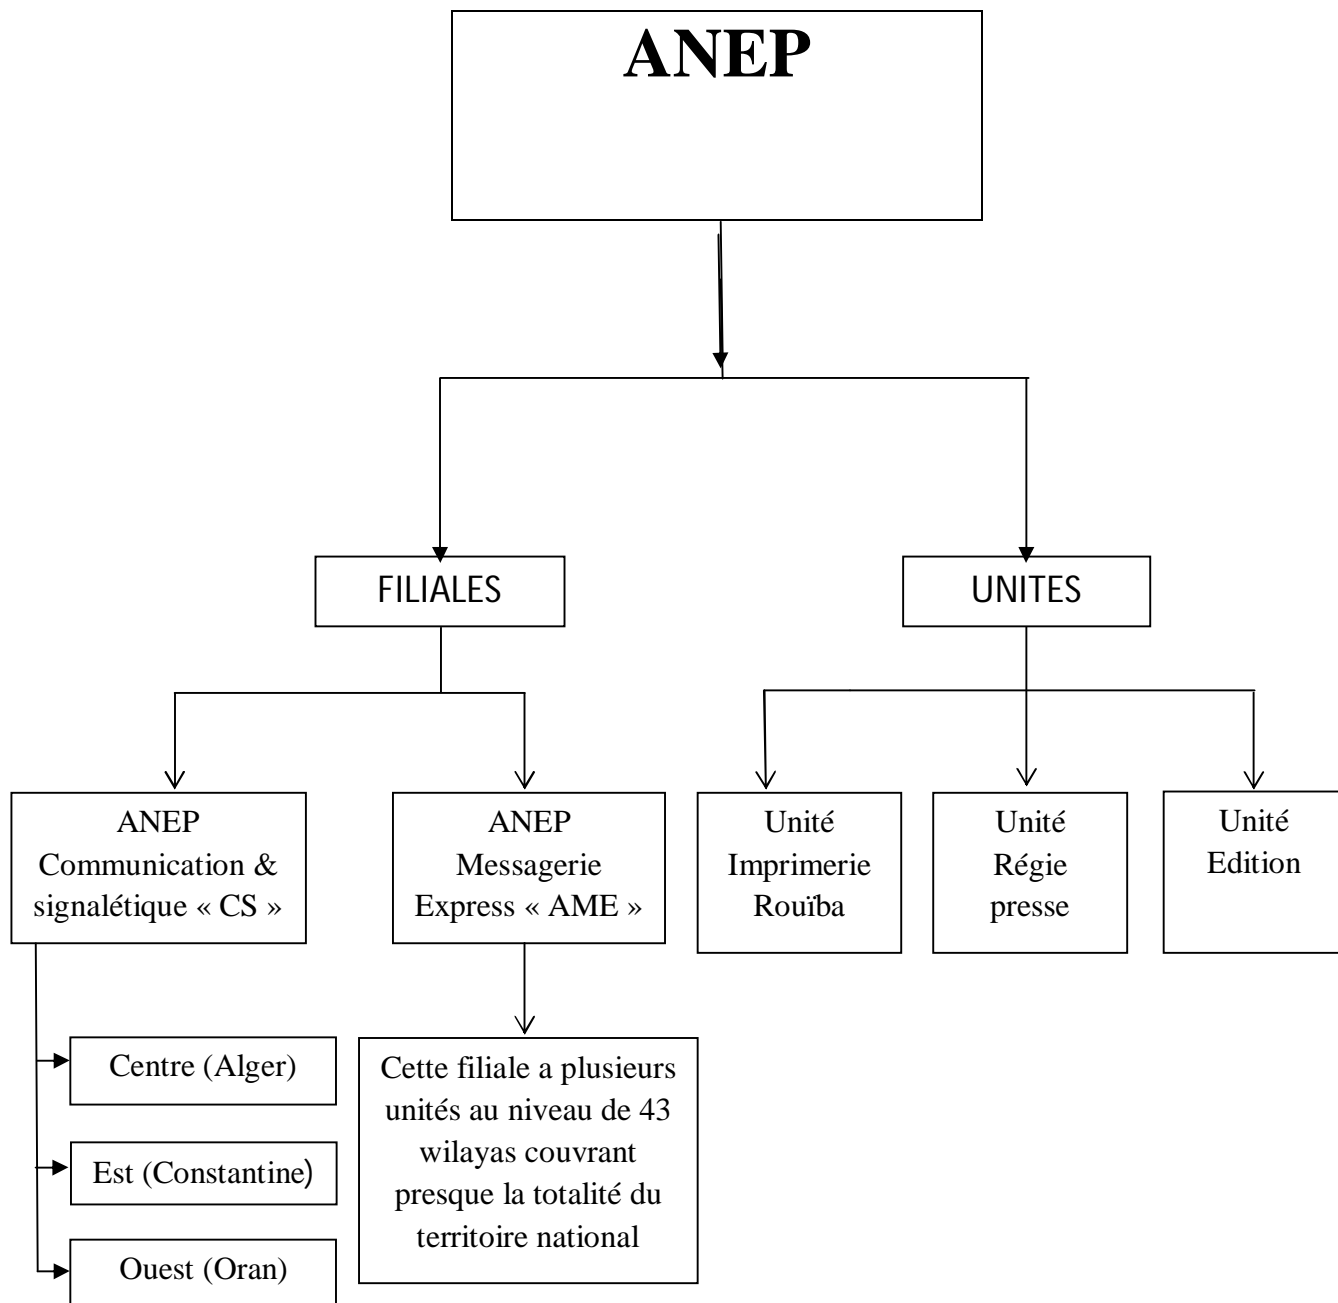 ANEP
FILIALES
UNITES
ANEP
Communication &
signalétique « CS »
ANEP
Messagerie
Express « AME »
Unité
Imprimerie
Rouïba
Unité
Régie
presse
Unité
Edition
Centre (Alger)
Est (Constantine)
Ouest (Oran)
Cette filiale a plusieurs
unités au niveau de 43
wilayas couvrant
presque la totalité du
territoire national